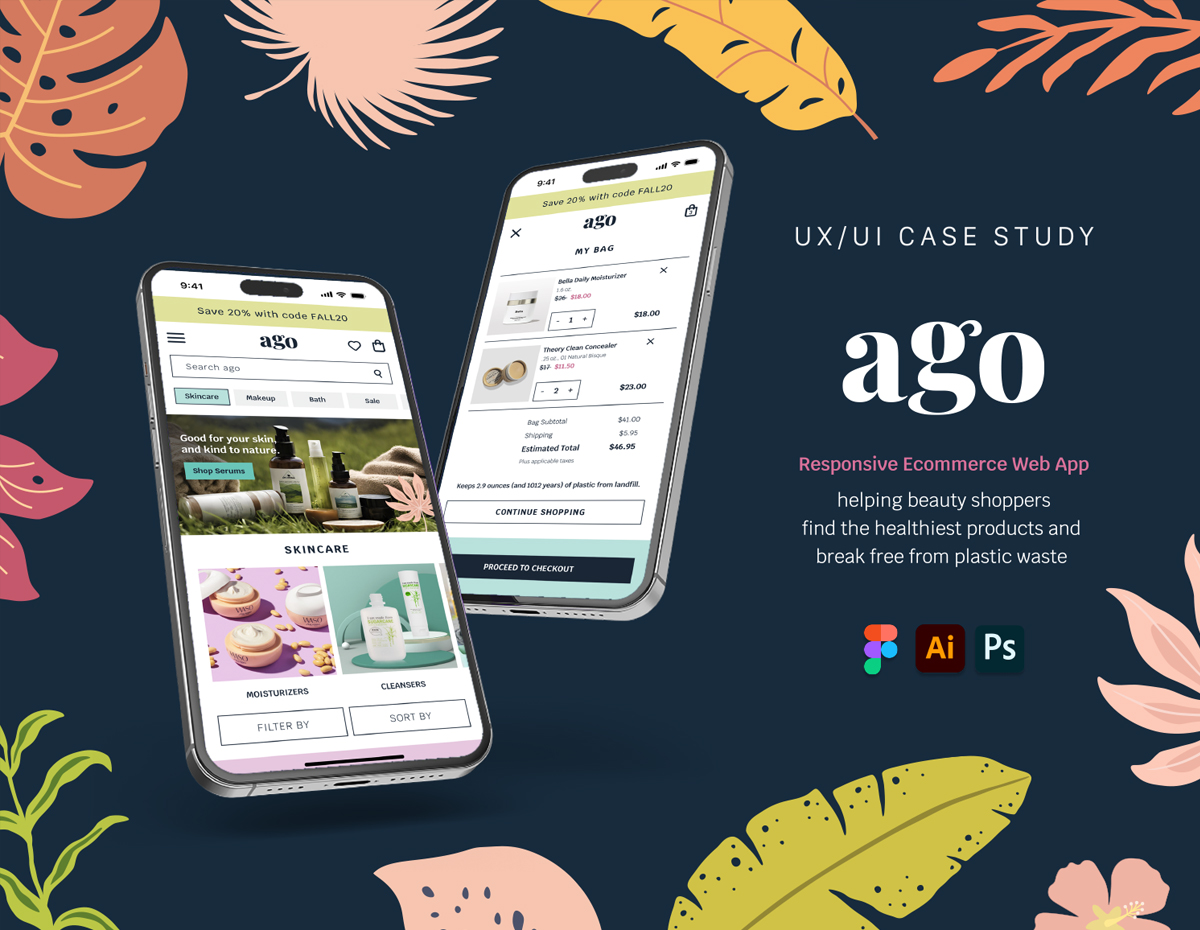 9:41
Save 20% with code FALL20
ago
Search ago
Skincare Makeup Bath Sale
Good for your skin,
and kind to nature.
Shop Serums
SKINCARE
MOISTURIZERS CLEANSERS
FILTER BY SORT BY
9:41
Save 20% with code FALL20
ago
MY BAG
Bella Daily Moisturizer
1.6 oz
$26 $18.00
- 1 +
$18.00
Theory Clean Concealer
.25 oz., 01 Natural Bisque
$17 $11.50
- 2 +
$23.00
Bag Subtotal $41.00
Shipping $5.95
Estimated Total $46.95
Plus applicable taxes
Keeps 2.9 ounces (and 1012 years) of plastic from landfill.
CONTINUE SHOPPING
PROCEED TO CHECKOUT
UX/UI CASE STUDY
ago
Responsive Ecommerce Web App
helping beauty shoppers
find the healthiest products and
break free from plastic waste
Ai Ps